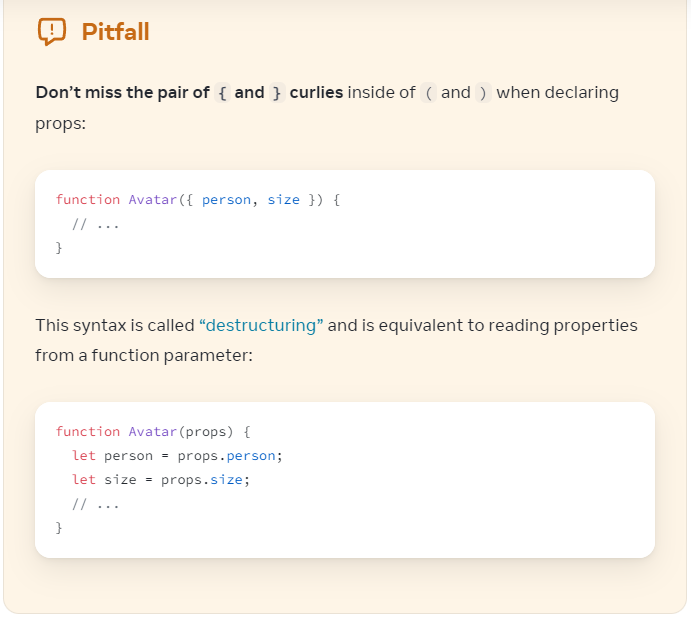 Pitfall
Don’t miss the pair of { and } curlies inside of ( and ) when declaring
props:
function Avatar({ person, size }) {
  // ...
}
This syntax is called “destructuring” and is equivalent to reading properties
from a function parameter:
function Avatar(props) {
  let person = props.person;
  let size = props.size;
  // ...
}